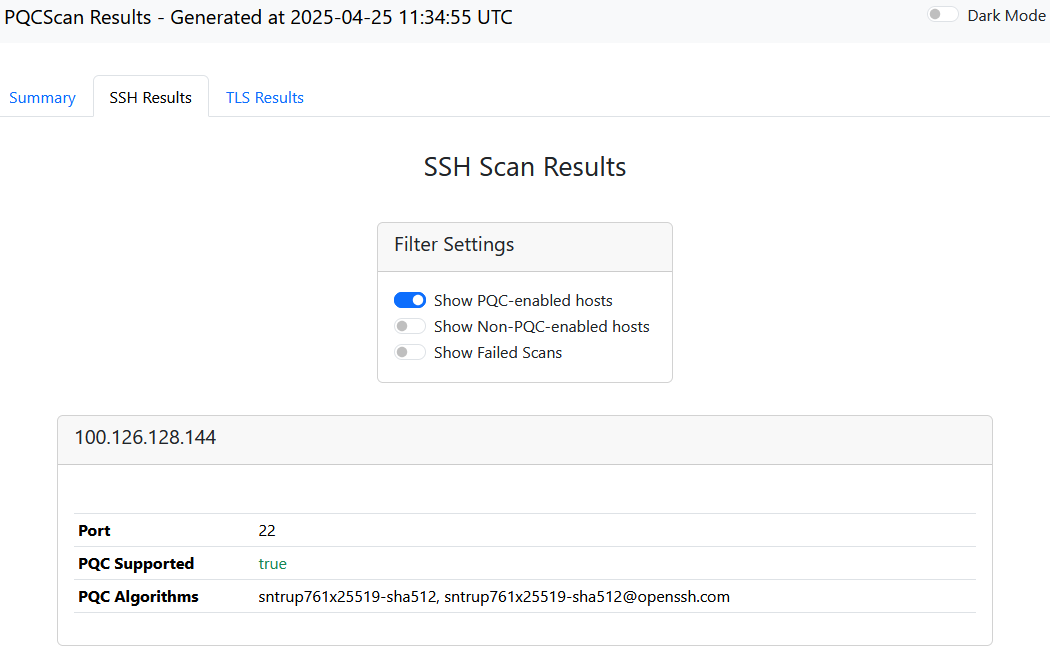 PQCScan Results - Generated at 2025-04-25 11:34:55 UTC
Dark Mode
Summary
SSH Results
TLS Results
SSH Scan Results
Filter Settings
Show PQC-enabled hosts
Show Non-PQC-enabled hosts
Show Failed Scans
100.126.128.144
Port 22
PQC Supported true
PQC Algorithms sntrup761x25519-sha512, sntrup761x25519-sha512@openssh.com